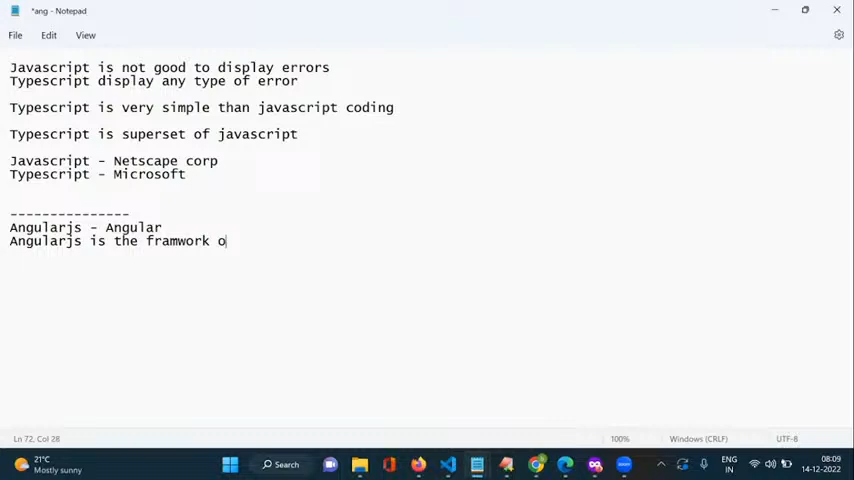 *ang - Notepad
File Edit View
Javascript is not good to display errors
Typescript display any type of error
Typescript is very simple than javascript coding
Typescript is superset of javascript
Javascript - Netscape corp
Typescript - Microsoft
---------------
Angularjs - Angular
Angularjs is the framwork o
Ln 72, Col 28 100% Windows (CRLF) UTF-8
21°C
Mostly sunny
Search
ENG
IN
08:09
14-12-2022